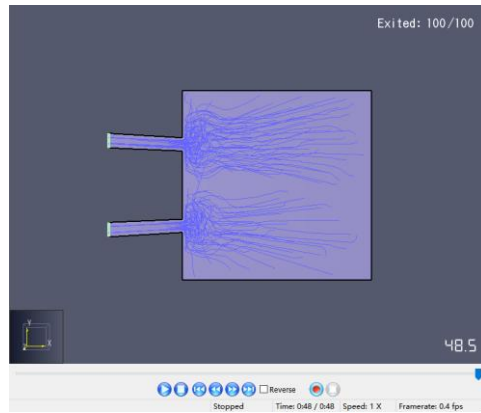 Exited: 100/100
Y
X
48.5
Reverse
Stopped Time: 0:48 / 0:48 Speed: 1 X Framerate: 0.4 fps